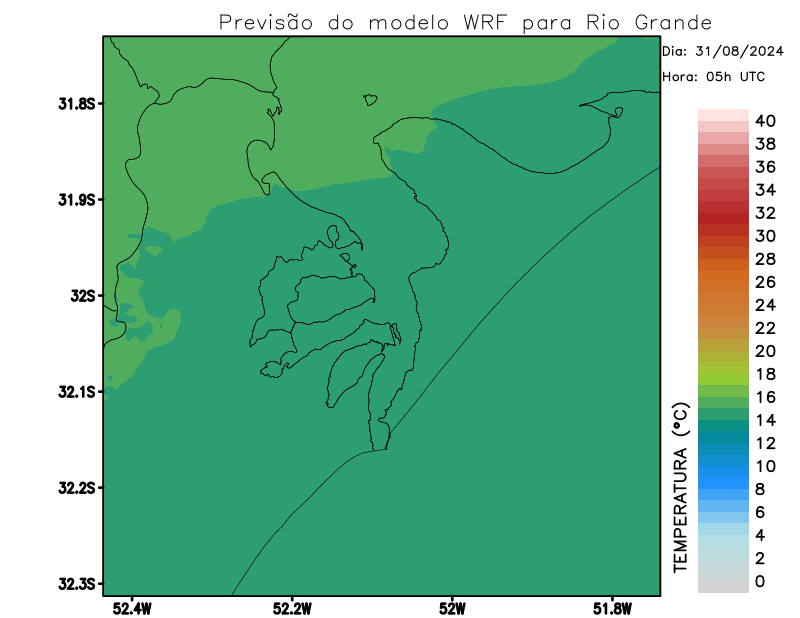 Previsão do modelo WRF para Rio Grande
Dia: 31/08/2024
Hora: 05h UTC
31.8S
31.9S
32S
32.1S
32.2S
32.3S
52.4W
52.2W
52W
51.8W
TEMPERATURA (°C)
40
38
36
34
32
30
28
26
24
22
20
18
16
14
12
10
8
6
4
2
0